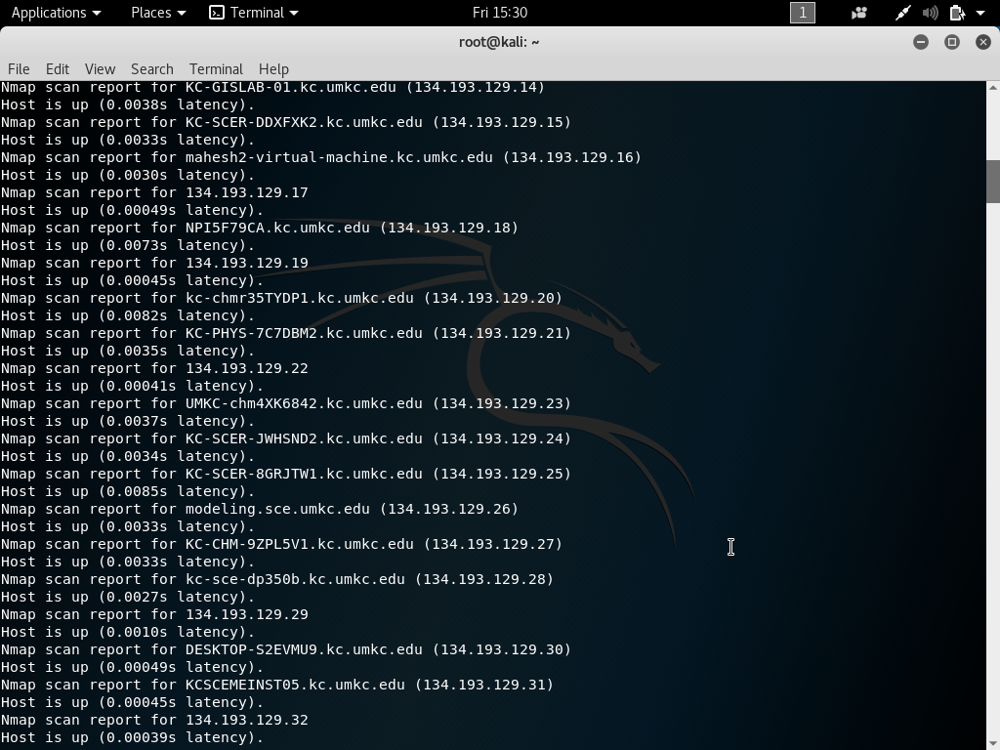 Applications Places Terminal Fri 15:30 1
root@kali: ~
File Edit View Search Terminal Help
Nmap scan report for KC-GISLAB-01.kc.umkc.edu (134.193.129.14)
Host is up (0.0038s latency).
Nmap scan report for KC-SCER-DDXFXK2.kc.umkc.edu (134.193.129.15)
Host is up (0.0033s latency).
Nmap scan report for mahesh2-virtual-machine.kc.umkc.edu (134.193.129.16)
Host is up (0.0030s latency).
Nmap scan report for 134.193.129.17
Host is up (0.00049s latency).
Nmap scan report for NPI5F79CA.kc.umkc.edu (134.193.129.18)
Host is up (0.0073s latency).
Nmap scan report for 134.193.129.19
Host is up (0.00045s latency).
Nmap scan report for kc-chmr35TYDP1.kc.umkc.edu (134.193.129.20)
Host is up (0.0082s latency).
Nmap scan report for KC-PHYS-7C7DBM2.kc.umkc.edu (134.193.129.21)
Host is up (0.0035s latency).
Nmap scan report for 134.193.129.22
Host is up (0.00041s latency).
Nmap scan report for UMKC-chm4XK6842.kc.umkc.edu (134.193.129.23)
Host is up (0.0037s latency).
Nmap scan report for KC-SCER-JWHSND2.kc.umkc.edu (134.193.129.24)
Host is up (0.0034s latency).
Nmap scan report for KC-SCER-8GRJTW1.kc.umkc.edu (134.193.129.25)
Host is up (0.0085s latency).
Nmap scan report for modeling.sce.umkc.edu (134.193.129.26)
Host is up (0.0033s latency).
Nmap scan report for KC-CHM-9ZPL5V1.kc.umkc.edu (134.193.129.27)
Host is up (0.0033s latency).
Nmap scan report for kc-sce-dp350b.kc.umkc.edu (134.193.129.28)
Host is up (0.0027s latency).
Nmap scan report for 134.193.129.29
Host is up (0.0010s latency).
Nmap scan report for DESKTOP-S2EVMU9.kc.umkc.edu (134.193.129.30)
Host is up (0.00049s latency).
Nmap scan report for KCSCEMEINST05.kc.umkc.edu (134.193.129.31)
Host is up (0.00045s latency).
Nmap scan report for 134.193.129.32
Host is up (0.00039s latency).